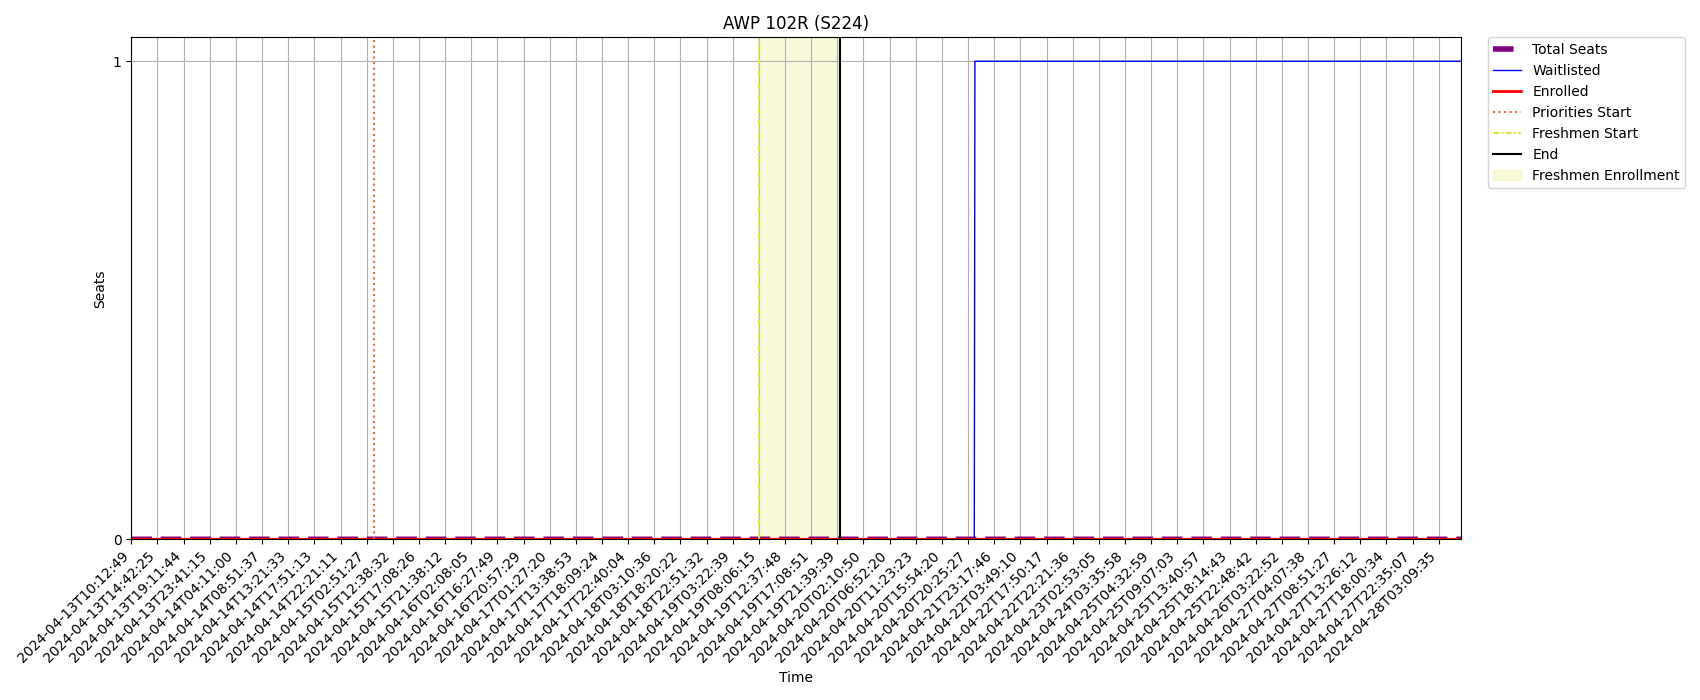 AWP 102R (S224)
Total Seats
Waitlisted
Enrolled
Priorities Start
Freshmen Start
End
Freshmen Enrollment
Seats
1
0
2024-04-13T10:12:49
2024-04-13T14:42:25
2024-04-13T19:11:44
2024-04-13T23:41:15
2024-04-14T04:11:00
2024-04-14T08:51:37
2024-04-14T13:21:33
2024-04-14T17:51:13
2024-04-14T22:21:11
2024-04-15T02:51:27
2024-04-15T12:38:32
2024-04-15T17:08:26
2024-04-15T21:38:12
2024-04-16T02:08:05
2024-04-16T16:27:49
2024-04-16T20:57:29
2024-04-17T01:27:20
2024-04-17T13:38:53
2024-04-17T18:09:24
2024-04-17T22:40:04
2024-04-18T03:10:36
2024-04-18T18:20:22
2024-04-18T22:51:32
2024-04-19T03:22:39
2024-04-19T08:06:15
2024-04-19T12:37:48
2024-04-19T17:08:51
2024-04-19T21:39:39
2024-04-20T02:10:50
2024-04-20T06:52:20
2024-04-20T11:23:23
2024-04-20T15:54:20
2024-04-20T20:25:27
2024-04-21T23:17:46
2024-04-22T03:49:10
2024-04-22T17:50:17
2024-04-22T22:21:36
2024-04-23T02:53:05
2024-04-24T03:35:58
2024-04-25T04:32:59
2024-04-25T09:07:03
2024-04-25T13:40:57
2024-04-25T18:14:43
2024-04-25T22:48:42
2024-04-26T03:22:52
2024-04-27T04:07:38
2024-04-27T08:51:27
2024-04-27T13:26:12
2024-04-27T18:00:34
2024-04-27T22:35:07
2024-04-28T03:09:35
Time